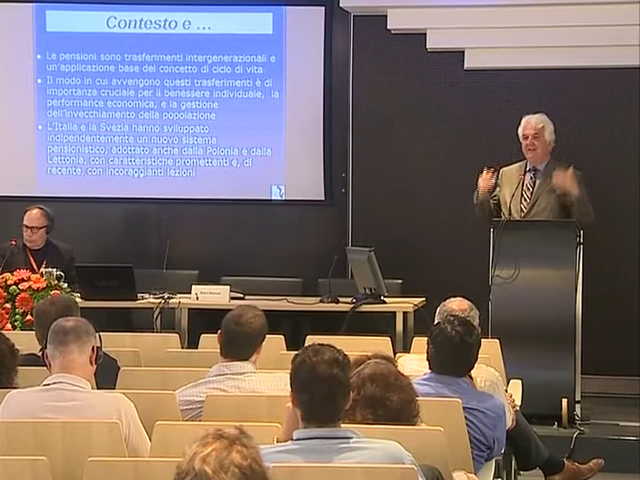 Contesto e ...
Le pensioni sono trasferimenti intergenerazionali e
un'applicazione base del concetto di ciclo di vita
Il modo in cui avvengono questi trasferimenti è di
importanza cruciale per il benessere individuale, la
performance economica, e la gestione
dell'invecchiamento della popolazione
L'Italia e la Svezia hanno sviluppato
indipendentemente un nuovo sistema
pensionistico, adottato anche dalla Polonia e dalla
Lettonia, con caratteristiche promettenti e, di
recente, con incoraggianti lezioni